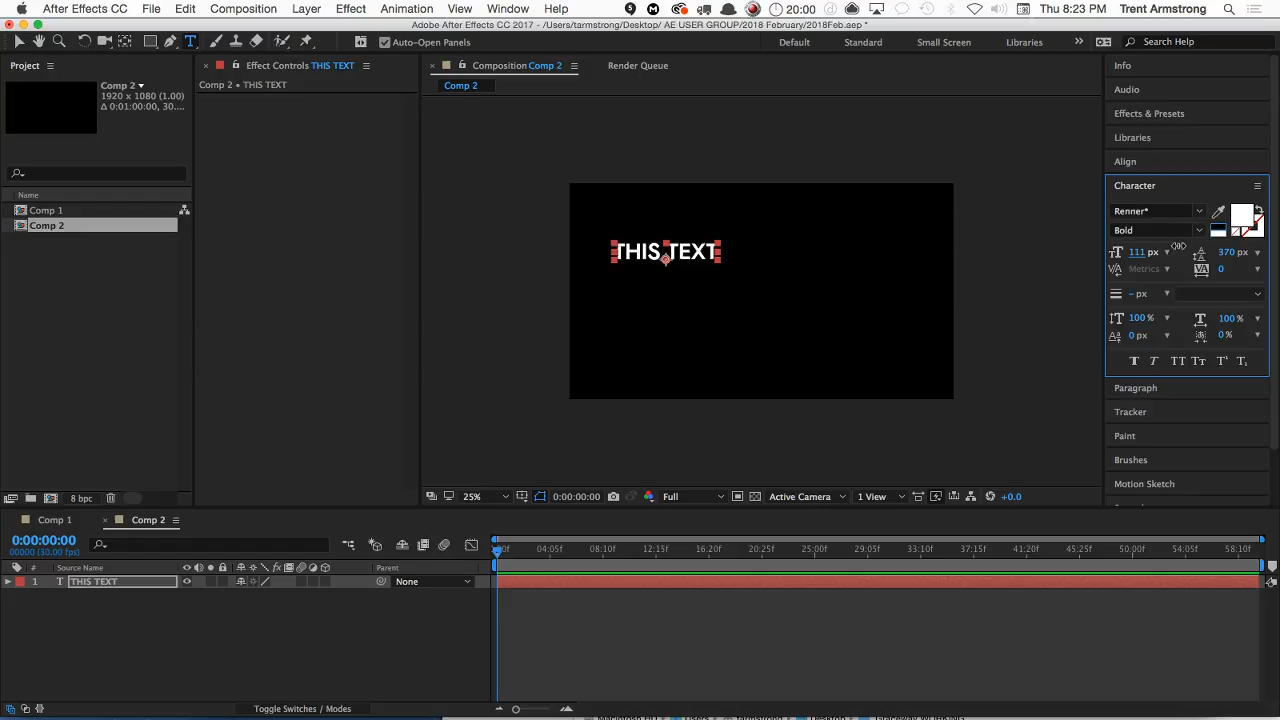 After Effects CC File Edit Composition Layer Effect Animation View Window Help 20:00 Thu 8:23 PM Trent Armstrong
Adobe After Effects CC 2017 - /Users/tarmstrong/Desktop/ AE USER GROUP/2018 February/2018Feb.aep *
T Auto-Open Panels Default Standard Small Screen Libraries Search Help
Project
Effect Controls THIS TEXT
Composition Comp 2
Render Queue
Info
Comp 2
1920 x 1080 (1.00)
Δ 0:01:00:00, 30....
Comp 2 • THIS TEXT
Comp 2
Audio
Effects & Presets
Libraries
Align
Name
Comp 1
Comp 2
THIS TEXT
Character
Renner*
Bold
111 px 370 px
Metrics 0
- px
100 % 100 %
0 px 0 %
T T TT TT T¹ T₁
Paragraph
Tracker
Paint
Brushes
Motion Sketch
8 bpc
25% 0:00:00:00 Full Active Camera 1 View +0.0
Comp 1 Comp 2
0:00:00:00
00000 (30.00 fps)
:00f 04:05f 08:10f 12:15f 16:20f 20:25f 25:00f 29:05f 33:10f 37:15f 41:20f 45:25f 50:00f 54:05f 58:10f
# Source Name Parent
1 T THIS TEXT None
Toggle Switches / Modes